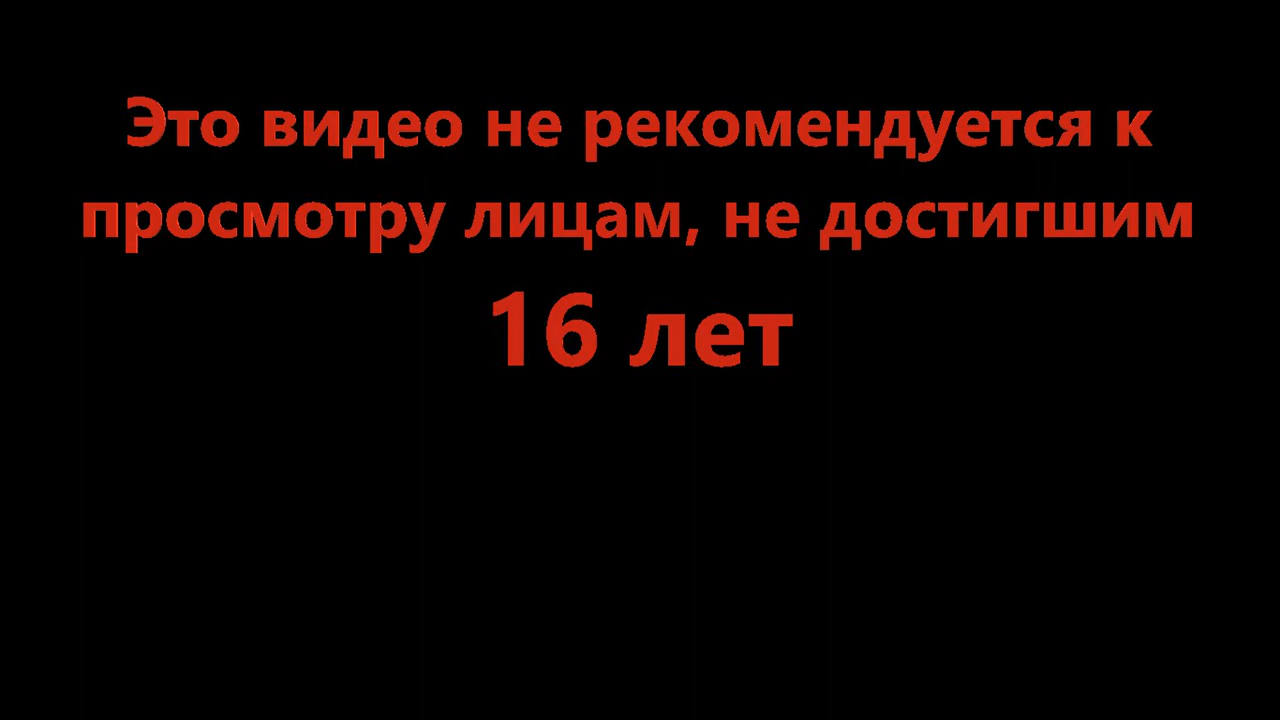 Это видео не рекомендуется к
просмотру лицам, не достигшим
16 лет